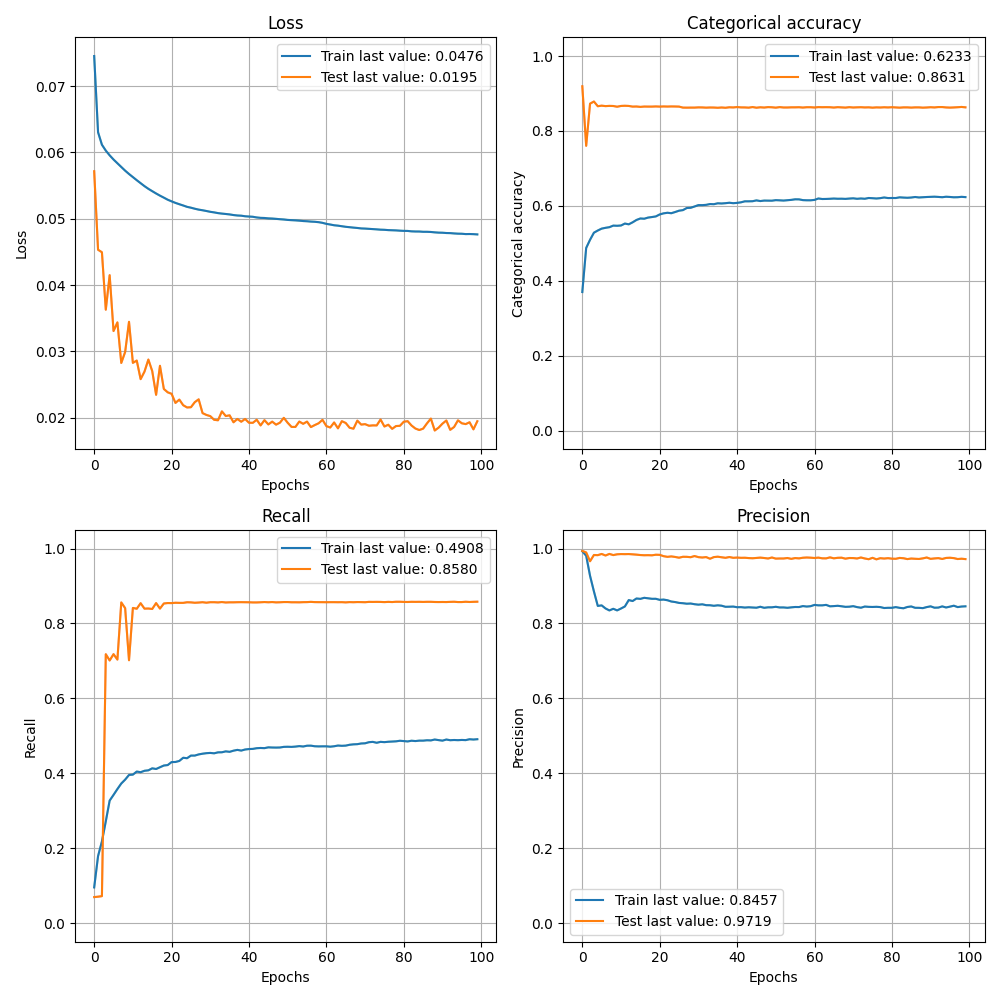 Loss
Train last value: 0.0476
Test last value: 0.0195
0.07
0.06
0.05
0.04
0.03
0.02
Loss
0 20 40 60 80 100
Epochs
Categorical accuracy
Train last value: 0.6233
Test last value: 0.8631
1.0
0.8
0.6
0.4
0.2
0.0
Categorical accuracy
0 20 40 60 80 100
Epochs
Recall
Train last value: 0.4908
Test last value: 0.8580
1.0
0.8
0.6
0.4
0.2
0.0
Recall
0 20 40 60 80 100
Epochs
Precision
1.0
0.8
0.6
0.4
0.2
0.0
Precision
Train last value: 0.8457
Test last value: 0.9719
0 20 40 60 80 100
Epochs